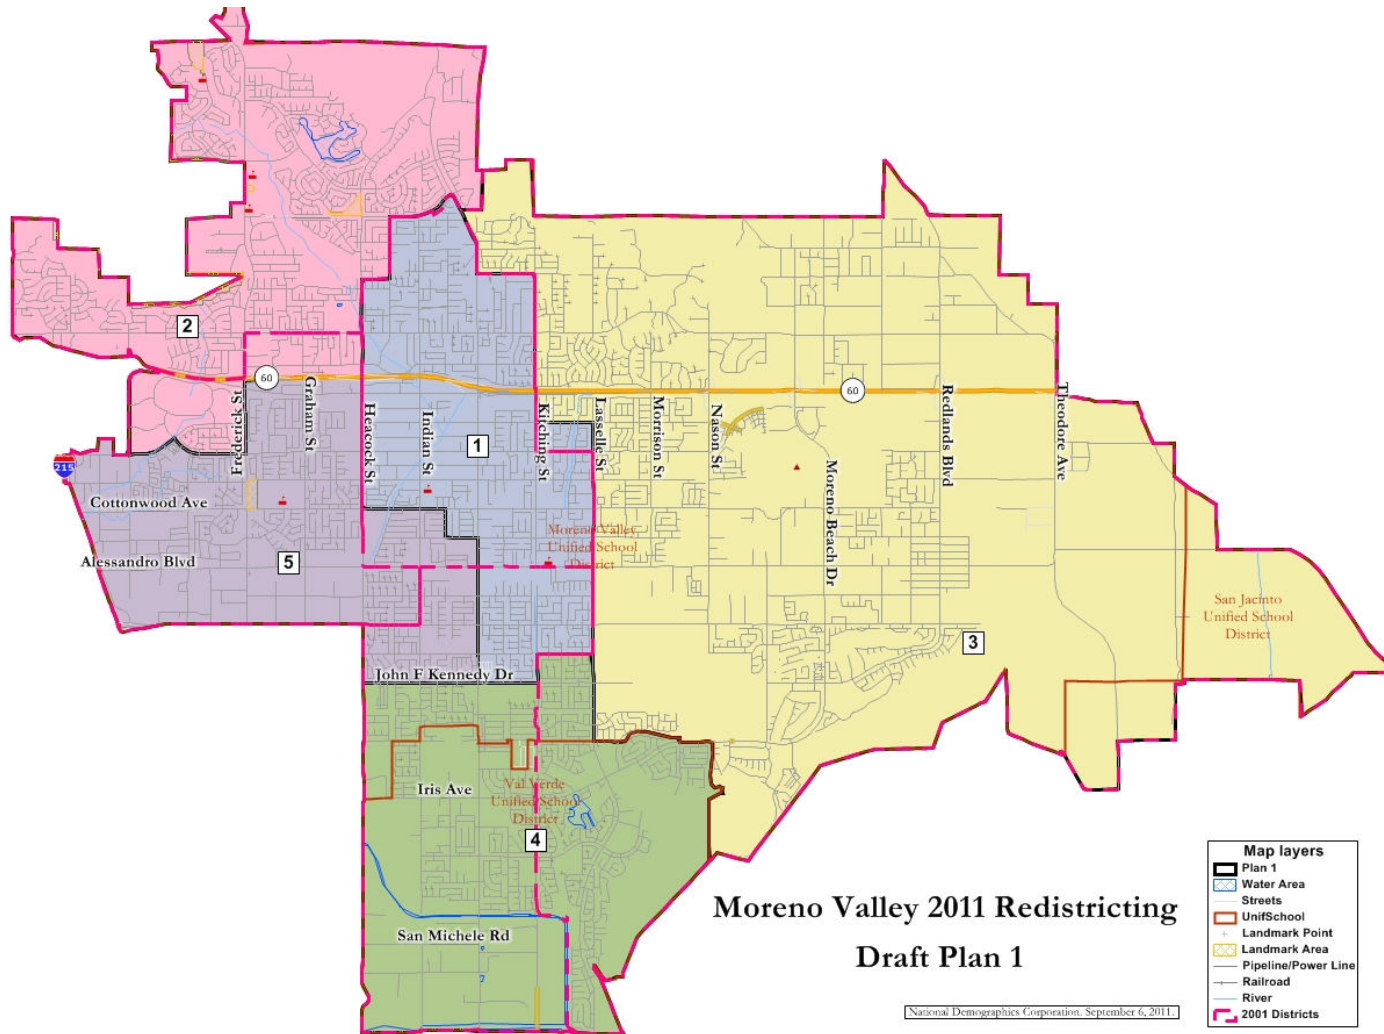 2
60
60
Frederick St
Graham St
Heacock St
Indian St
Kitching St
Lasselle St
Morrison St
Nason St
Moreno Beach Dr
Redlands Blvd
Theodore Ave
1
215
Cottonwood Ave
Moreno Valley
Unified School
District
Alessandro Blvd
5
San Jacinto
Unified School
District
3
John F Kennedy Dr
Iris Ave
Val Verde
Unified School
District
4
San Michele Rd
Moreno Valley 2011 Redistricting
Draft Plan 1
National Demographics Corporation. September 6, 2011.
Map layers
Plan 1
Water Area
Streets
UnifSchool
Landmark Point
Landmark Area
Pipeline/Power Line
Railroad
River
2001 Districts